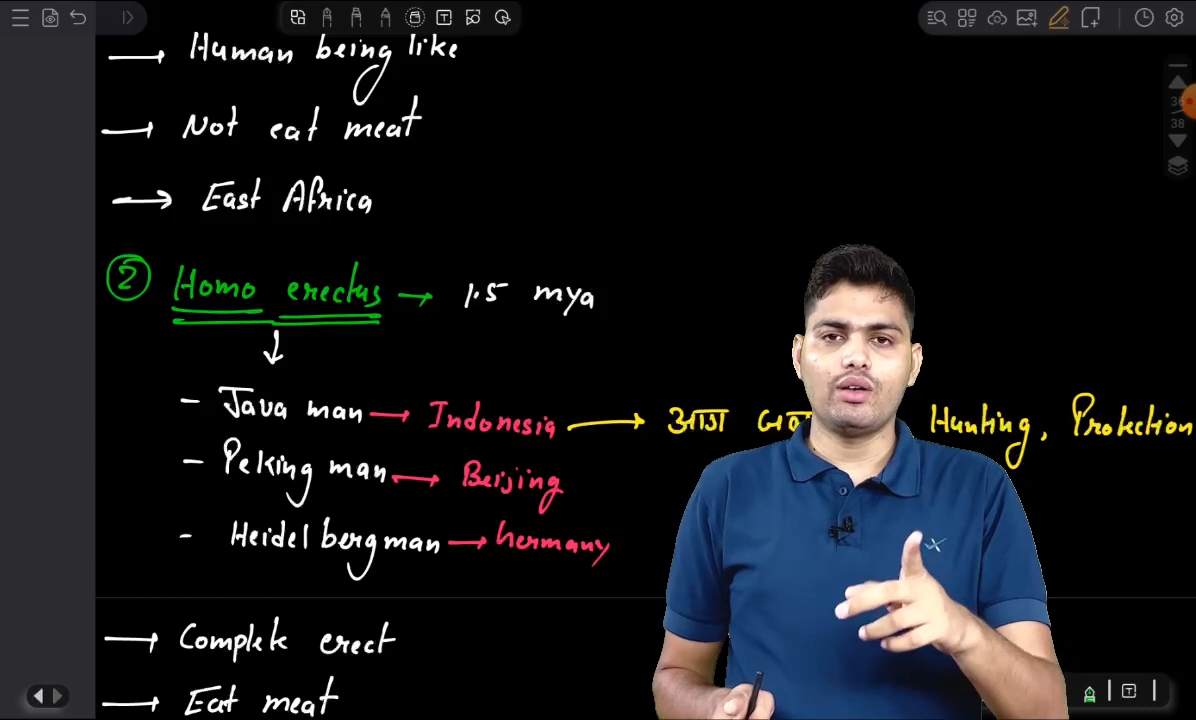 → Human being like
→ Not eat meat
→ East Africa
② Homo erectus → 1.5 mya
- Java man → Indonesia → आग Hunting, Protection
- Peking man → Beijing
- Heidel bergman → Germany
→ Complete erect
→ Eat meat
38